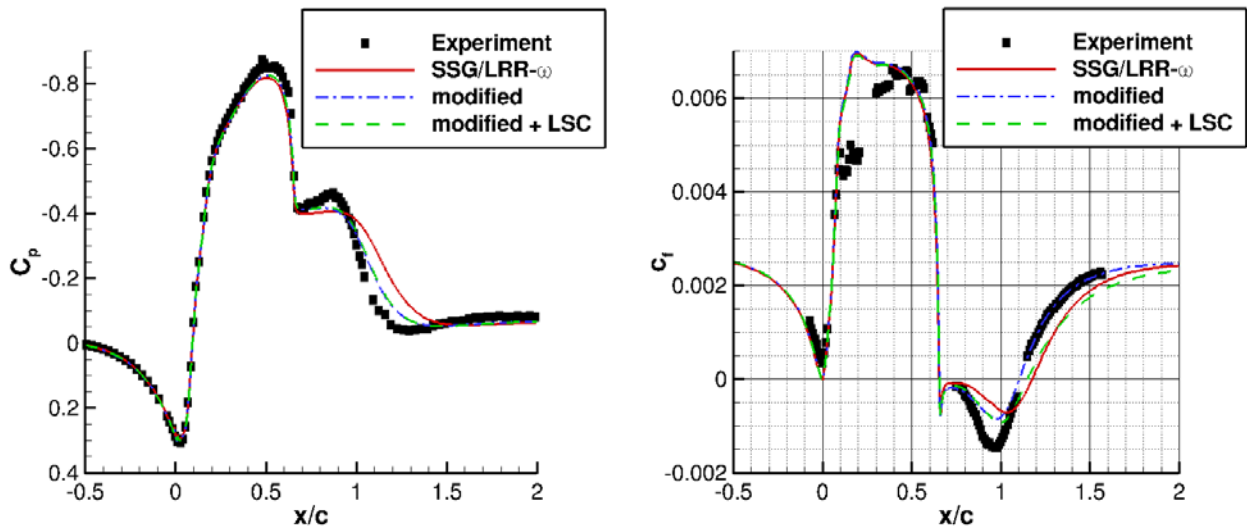 Experiment
SSG/LRR-ω
modified
modified + LSC
-0.8
-0.6
-0.4
-0.2
0
0.2
0.4
Cp
-0.5 0 0.5 1 1.5 2
x/c
Experiment
SSG/LRR-ω
modified
modified + LSC
0.006
0.004
0.002
0
-0.002
cf
-0.5 0 0.5 1 1.5 2
x/c